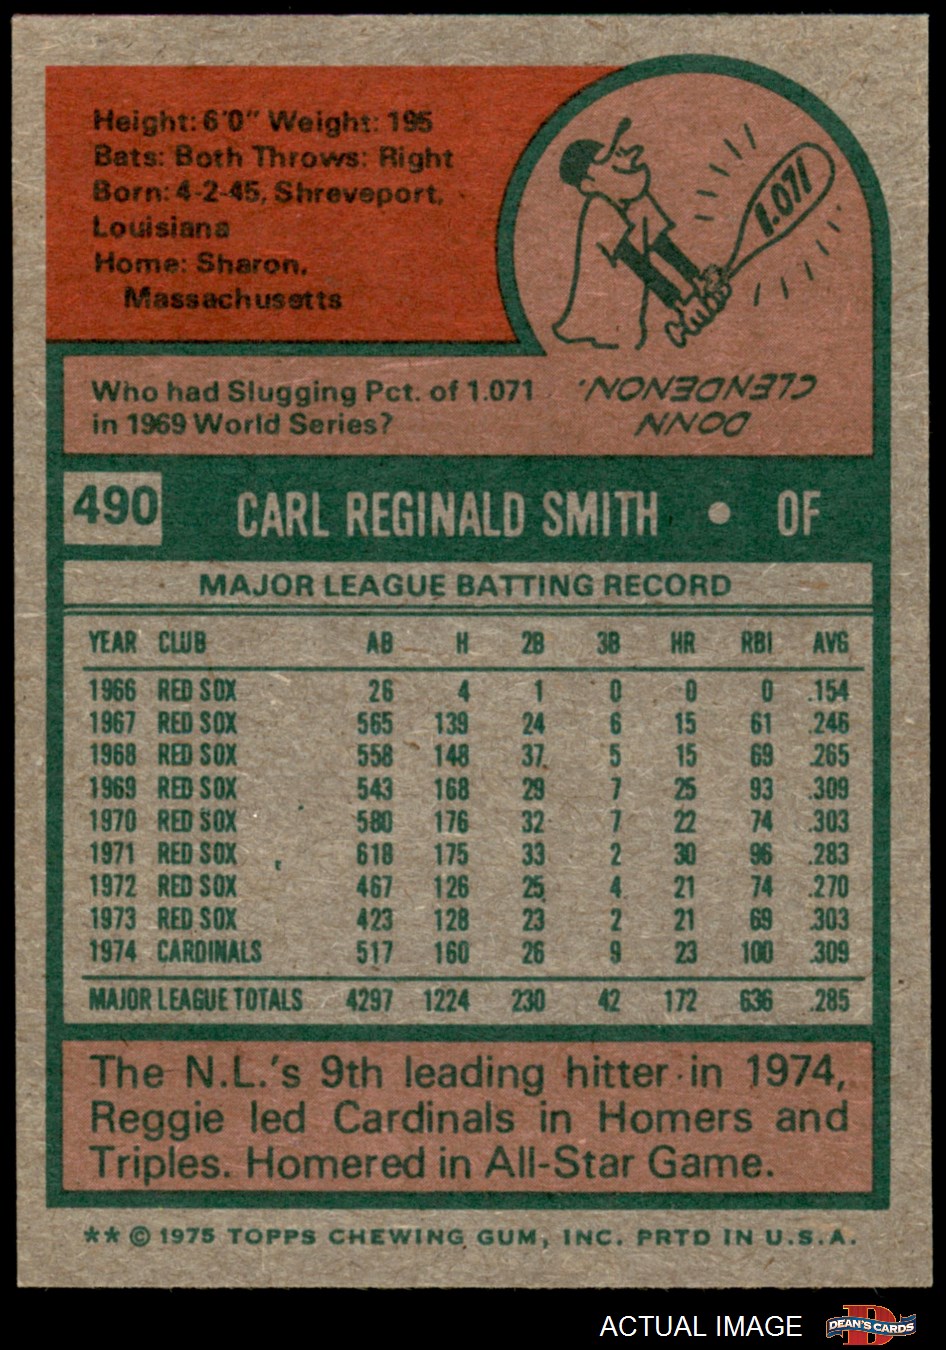 Height: 6'0" Weight: 195
Bats: Both Throws: Right
Born: 4-2-45, Shreveport,
Louisiana
Home: Sharon,
Massachusetts
1.071
Who had Slugging Pct. of 1.071
in 1969 World Series?
DONN
CLENDENON.
490 CARL REGINALD SMITH • OF
MAJOR LEAGUE BATTING RECORD
YEAR CLUB AB H 2B 3B HR RBI AVG
1966 RED SOX 26 4 1 0 0 0 .154
1967 RED SOX 565 139 24 6 15 61 .246
1968 RED SOX 558 148 37 5 15 69 .265
1969 RED SOX 543 168 29 7 25 93 .309
1970 RED SOX 580 176 32 7 22 74 .303
1971 RED SOX 618 175 33 2 30 96 .283
1972 RED SOX 467 126 25 4 21 74 .270
1973 RED SOX 423 128 23 2 21 69 .303
1974 CARDINALS 517 160 26 9 23 100 .309
MAJOR LEAGUE TOTALS 4297 1224 230 42 172 636 .285
The N.L.'s 9th leading hitter in 1974,
Reggie led Cardinals in Homers and
Triples. Homered in All-Star Game.
** © 1975 TOPPS CHEWING GUM, INC. PRTD IN U.S.A.
ACTUAL IMAGE
D
DEAN'S CARDS